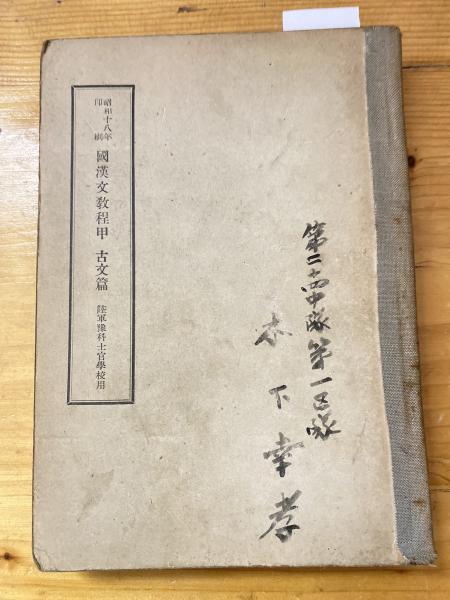 第二十四中隊第一区隊
木下幸孝
昭和十八年
印刷
國漢文教程甲 古文篇 陸軍豫科士官學校用